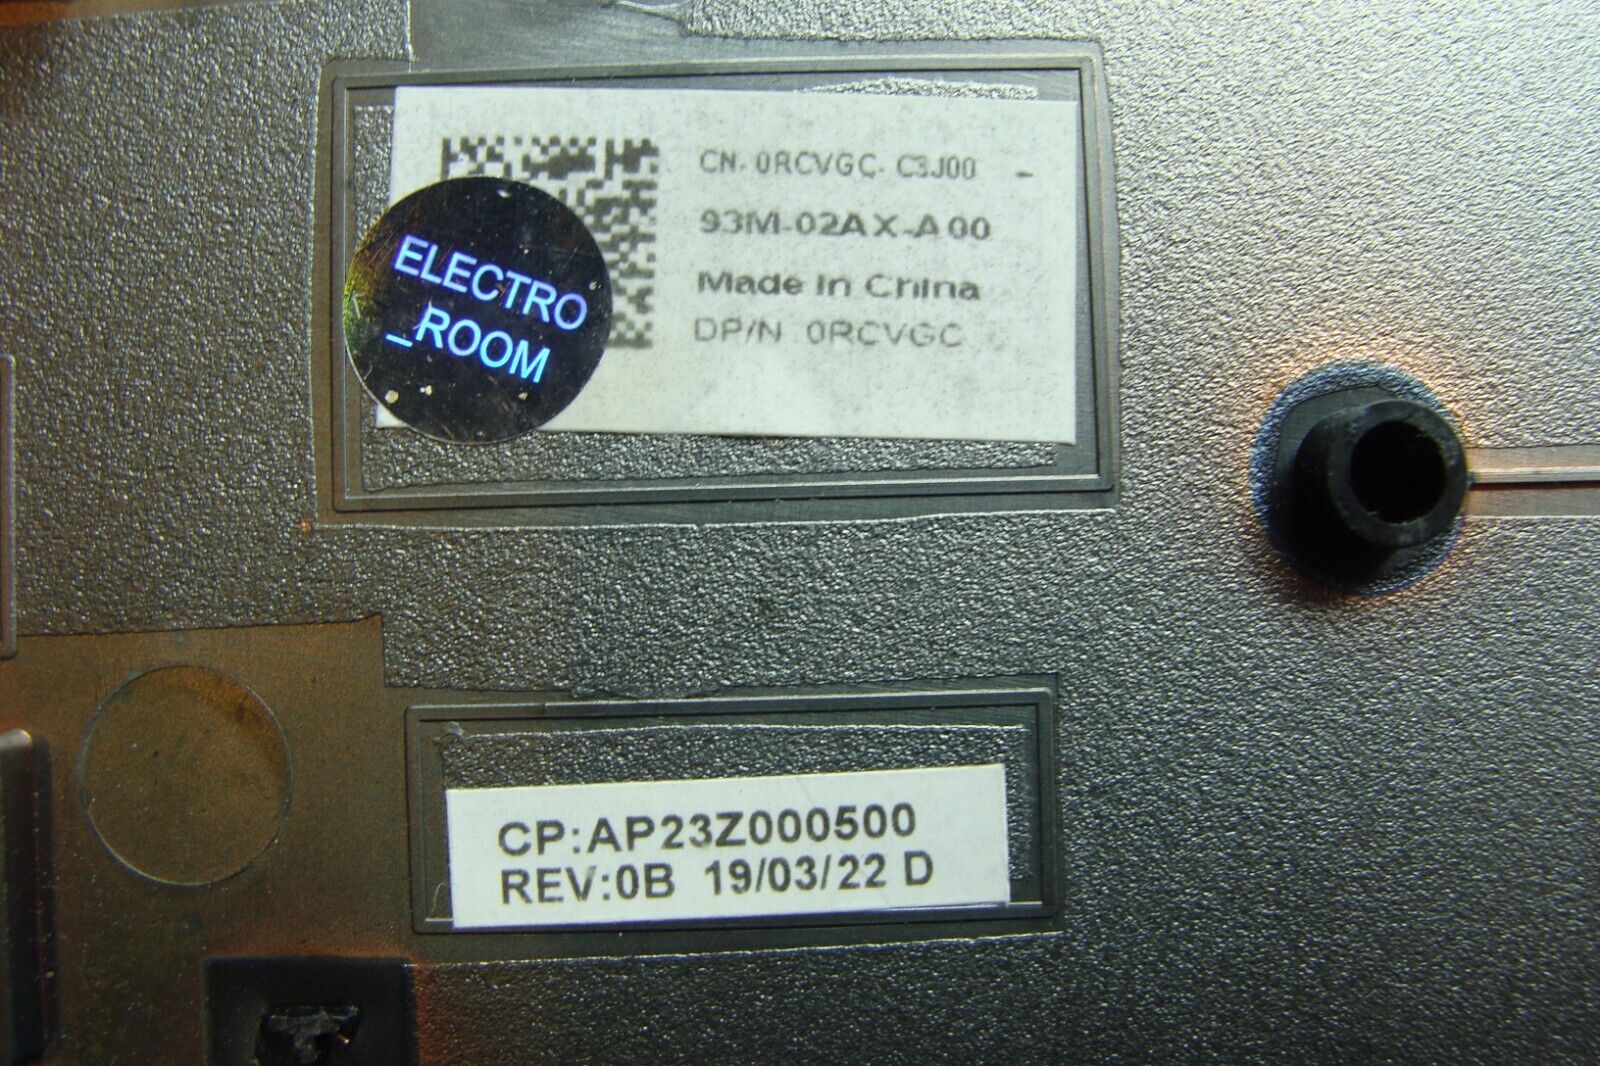 CN- 0RCVGC- C3J00 -
93M-02AX-A00
Made In China
DP/N 0RCVGC
ELECTRO
_ROOM
CP:AP23Z000500
REV:0B 19/03/22 D